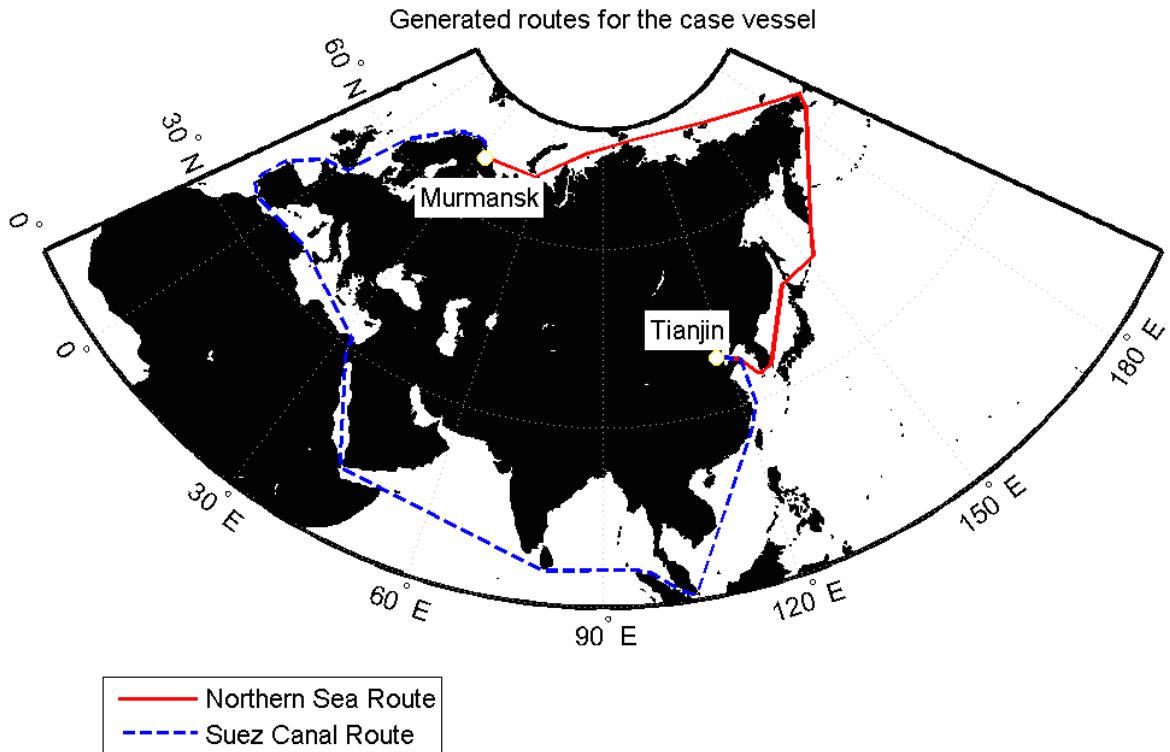 Generated routes for the case vessel
60° N
30° N
0°
Murmansk
Tianjin
0°
30° E
60° E
90° E
120° E
150° E
180° E
Northern Sea Route
Suez Canal Route